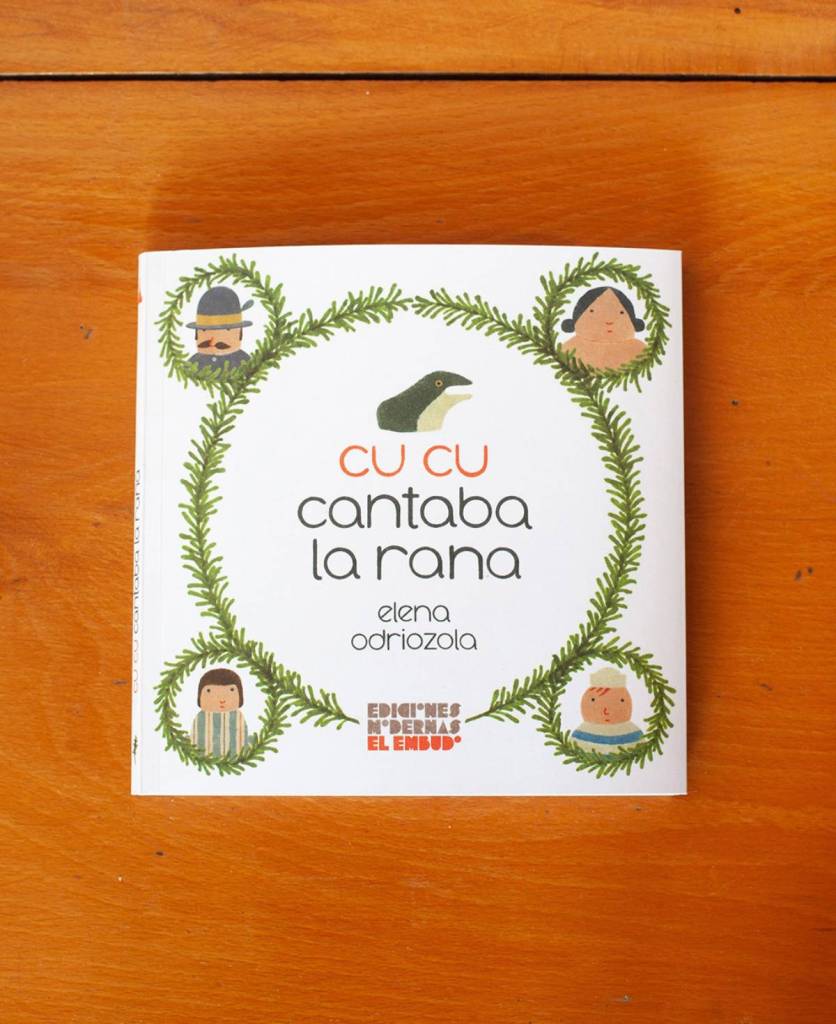 cu cu
cantaba
la rana
elena
odriozola
EDICIONES
MODERNAS
EL EMBUDO
cu cu cantaba la rana